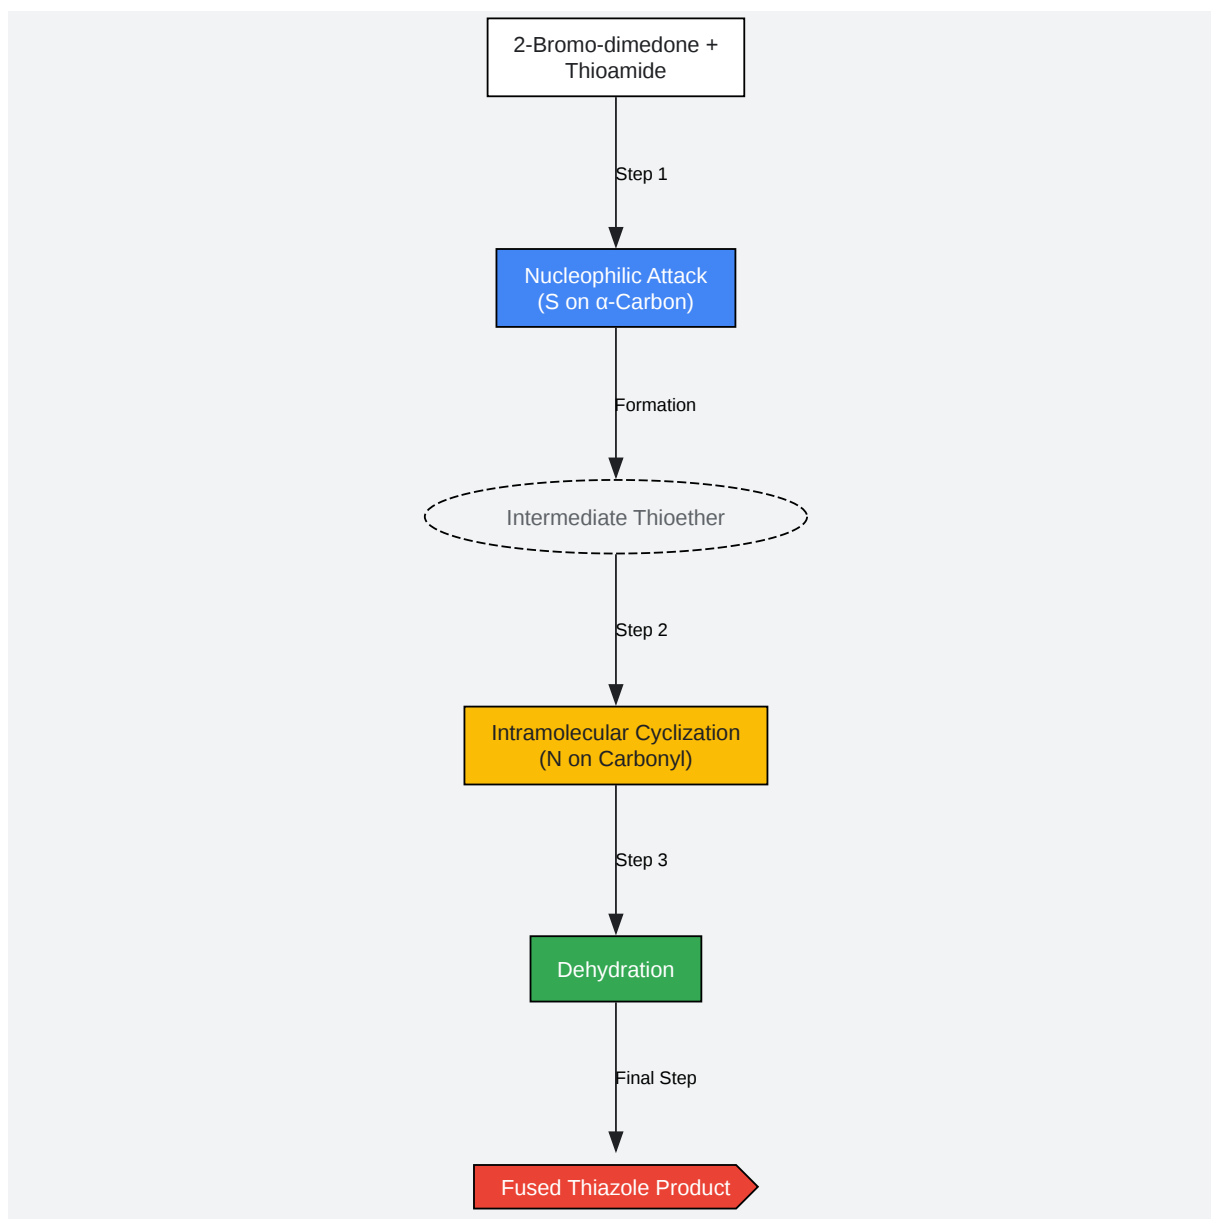 2-Bromo-dimedone +
Thioamide
Step 1
Nucleophilic Attack
(S on α-Carbon)
Formation
Intermediate Thioether
Step 2
Intramolecular Cyclization
(N on Carbonyl)
Step 3
Dehydration
Final Step
Fused Thiazole Product